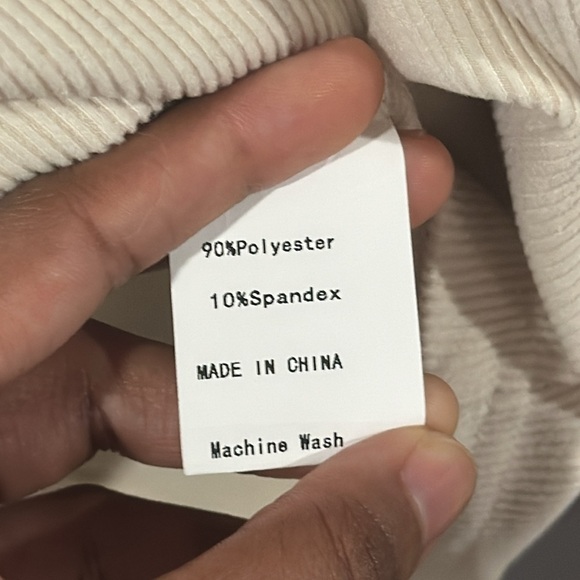 90%Polyester
10%Spandex
MADE IN CHINA
Machine Wash